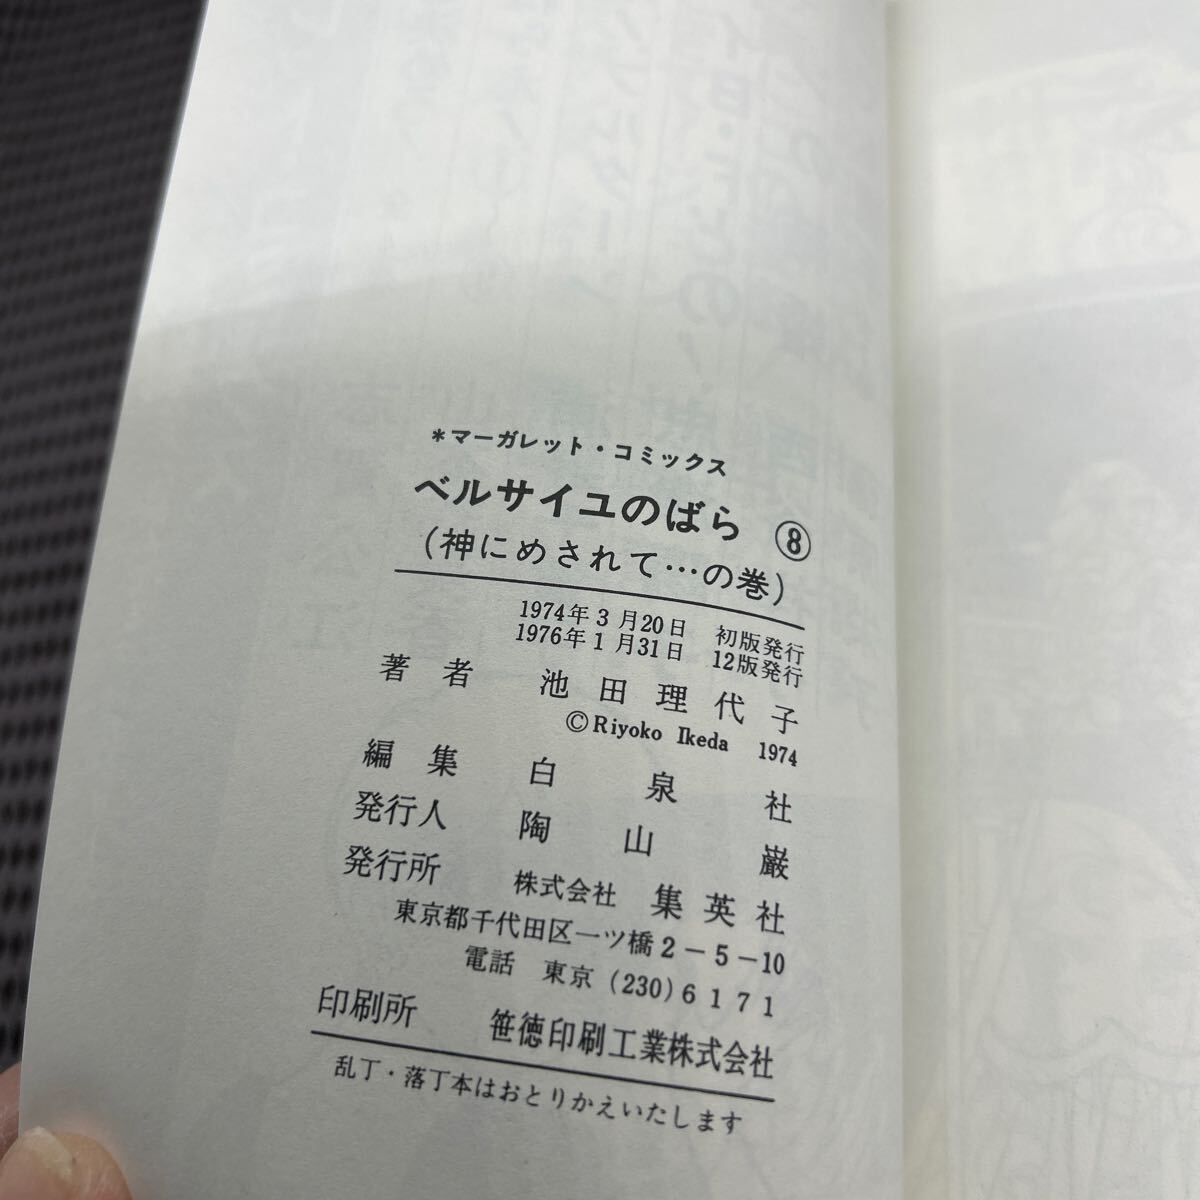 ＊マーガレット・コミックス
ベルサイユのばら ⑧
(神にめされて…の巻)
1974年3月20日 初版発行
1976年1月31日 12版発行
著者 池田理代子
©Riyoko Ikeda 1974
編集 白泉社
発行人 陶山巌
発行所 株式会社 集英社
東京都千代田区一ツ橋2－5－10
電話 東京(230)6171
印刷所 笹徳印刷工業株式会社
乱丁・落丁本はおとりかえいたします